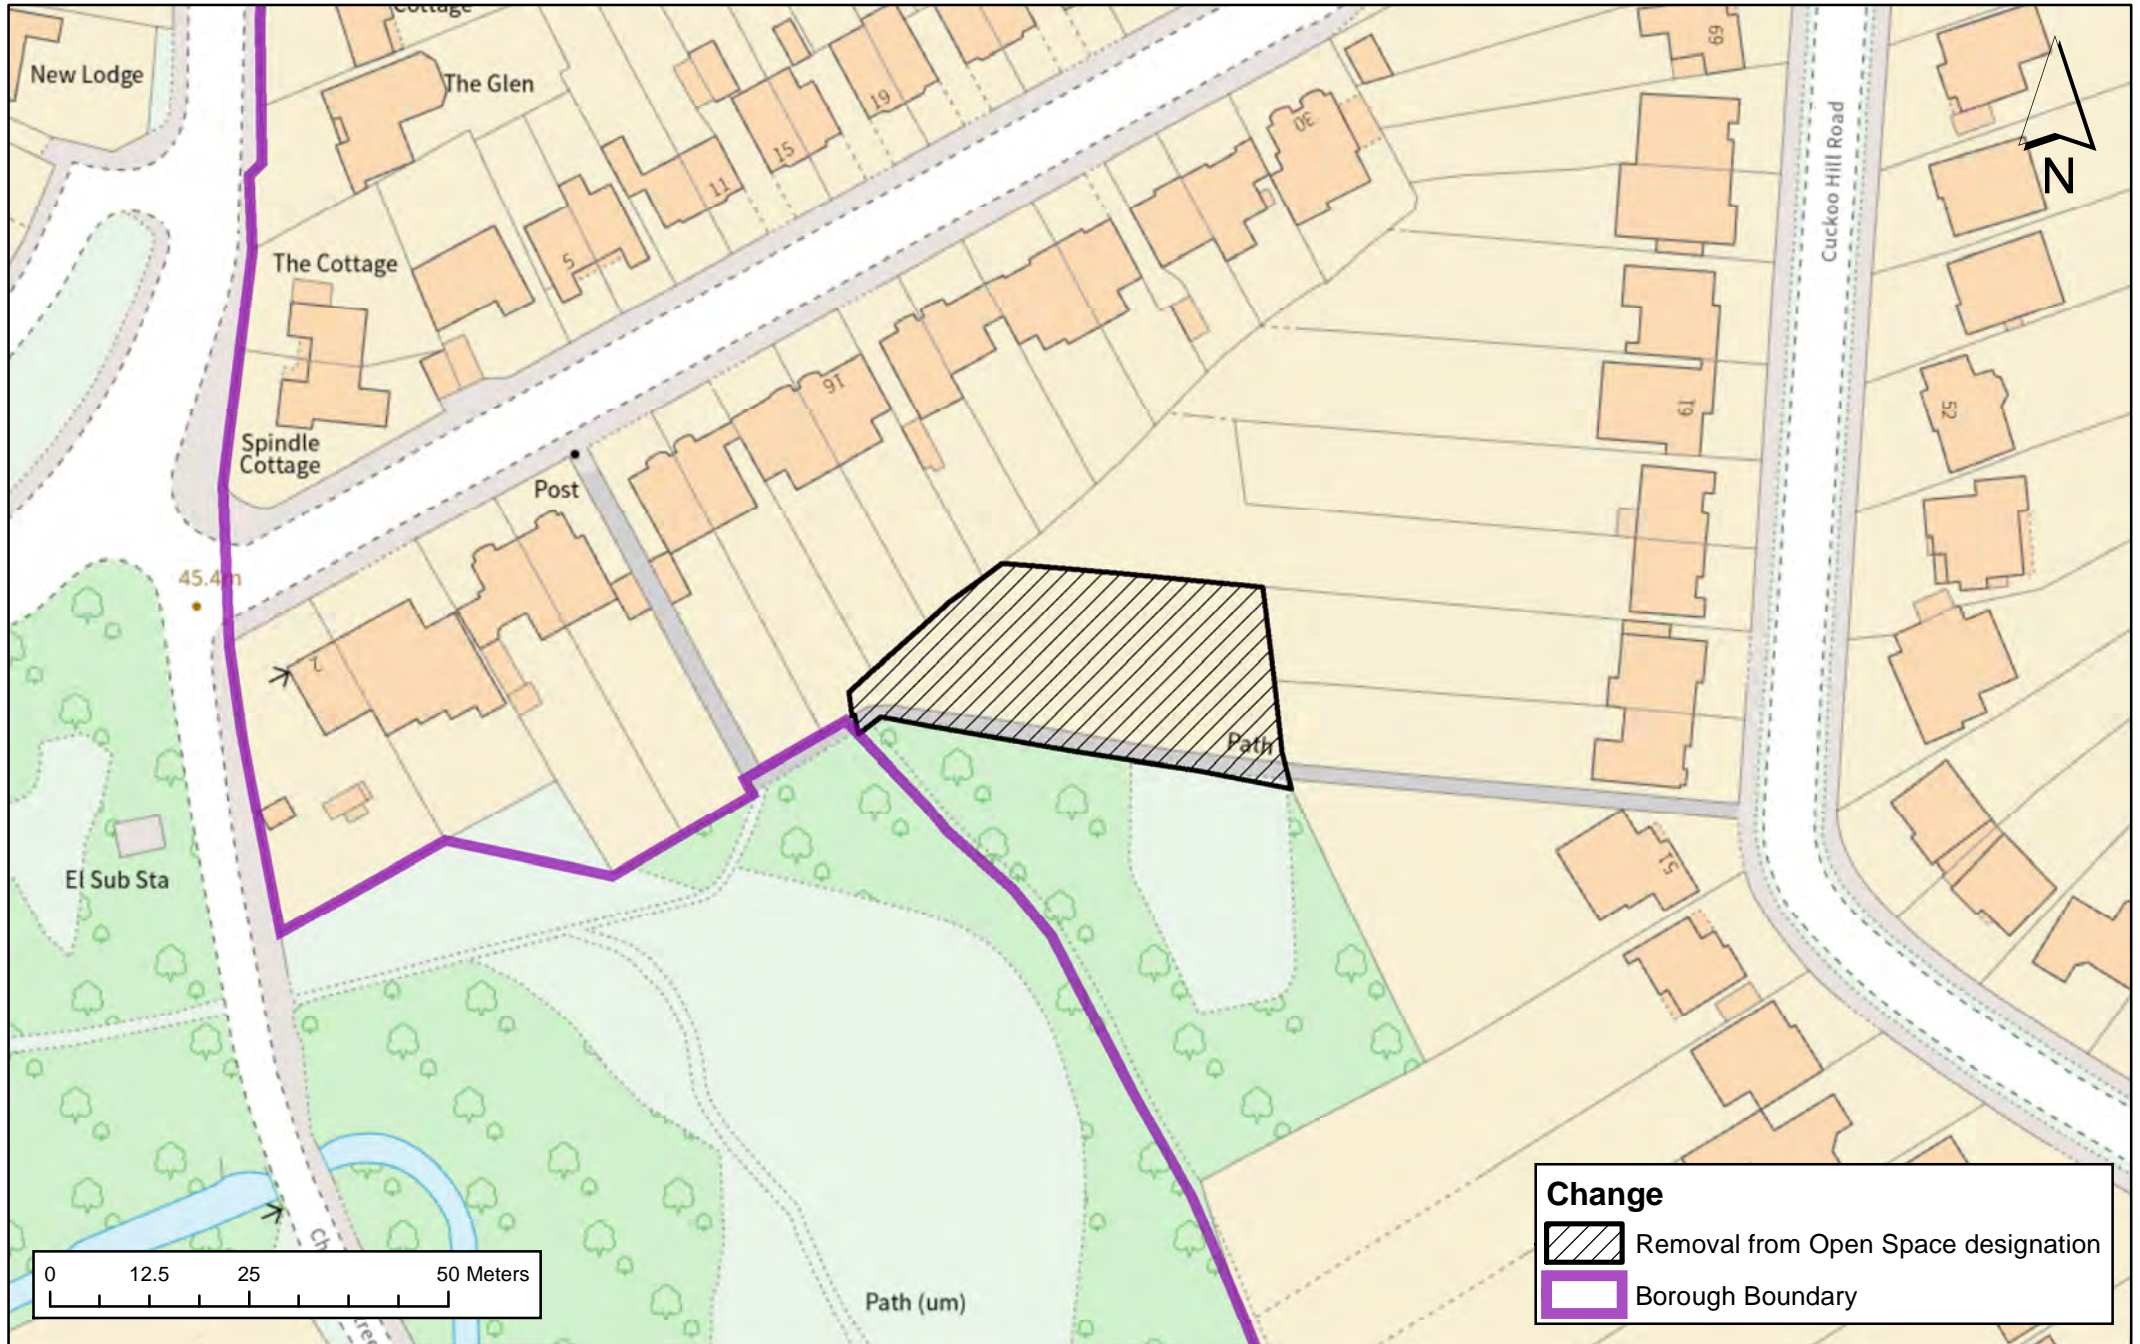 Cottage
New Lodge
The Glen
69
19
15
11
5
30
N
Cuckoo Hill Road
The Cottage
16
61
52
Spindle
Cottage
Post
45.4m
Path
El Sub Sta
51
Path (um)
0 12.5 25 50 Meters
Change
Removal from Open Space designation
Borough Boundary